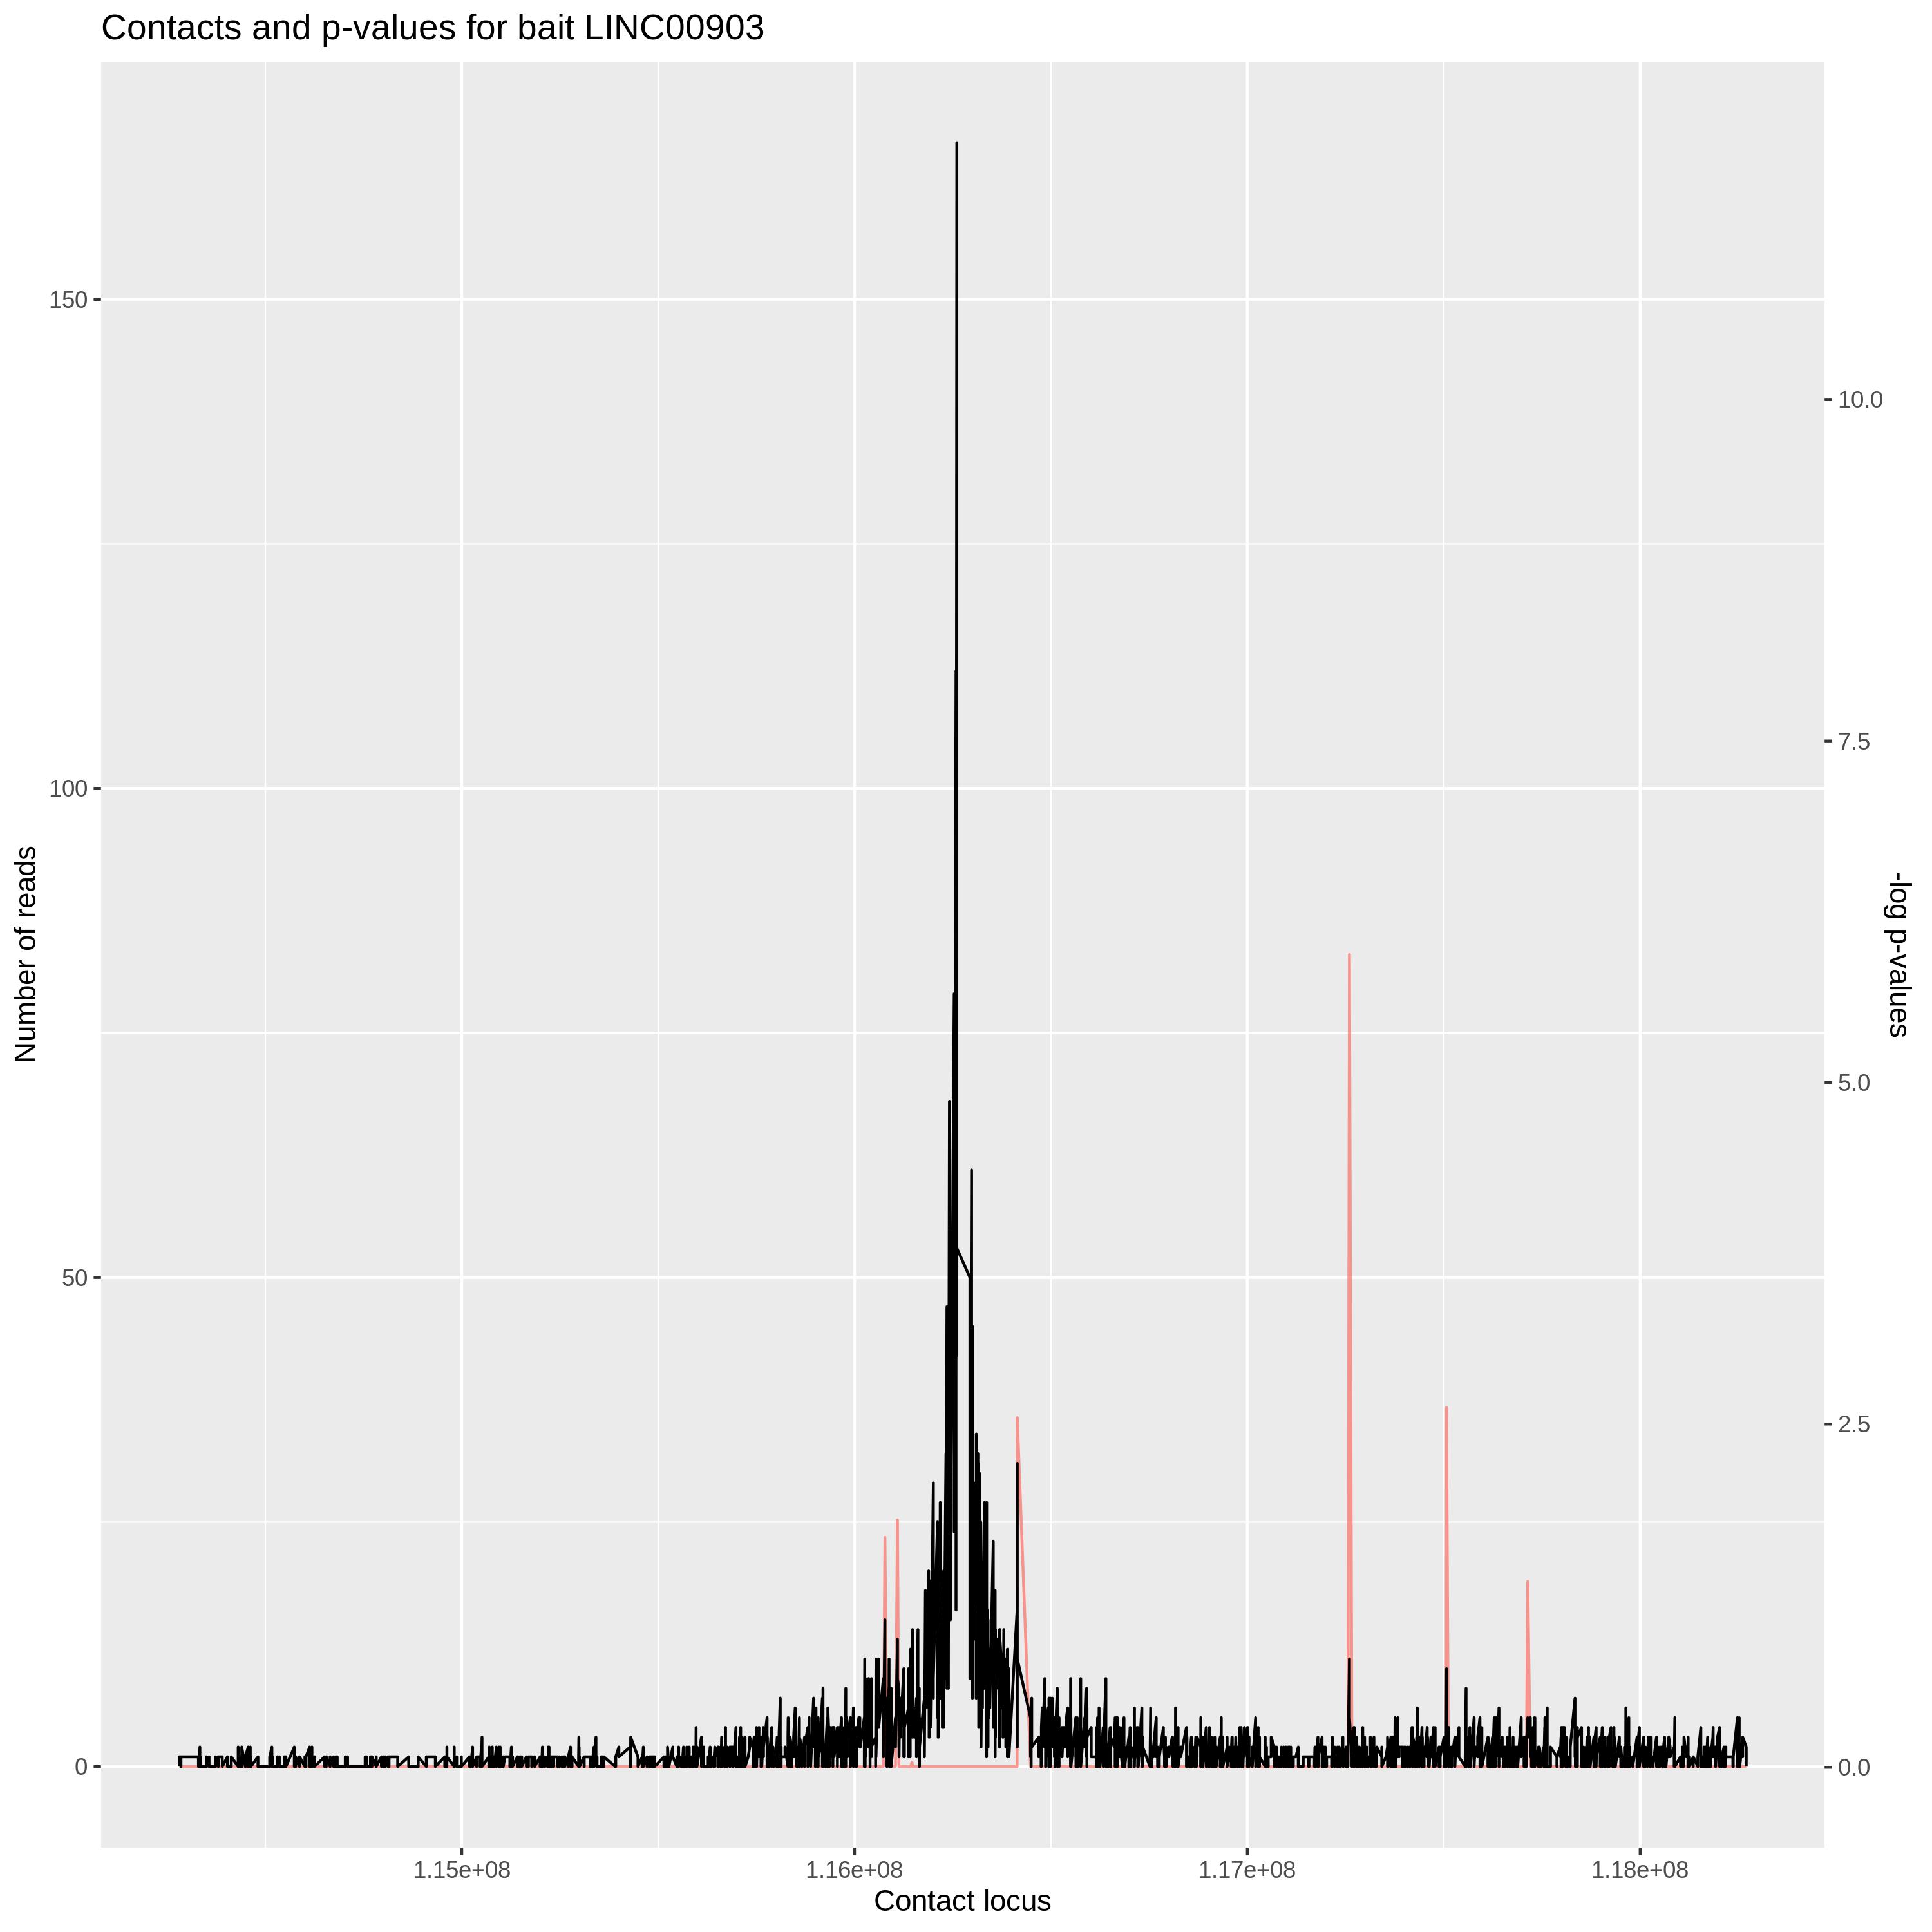 Contacts and p-values for bait LINC00903
150
100
50
0
Number of reads
10.0
7.5
5.0
2.5
0.0
-log p-values
1.15e+08
1.16e+08
1.17e+08
1.18e+08
Contact locus